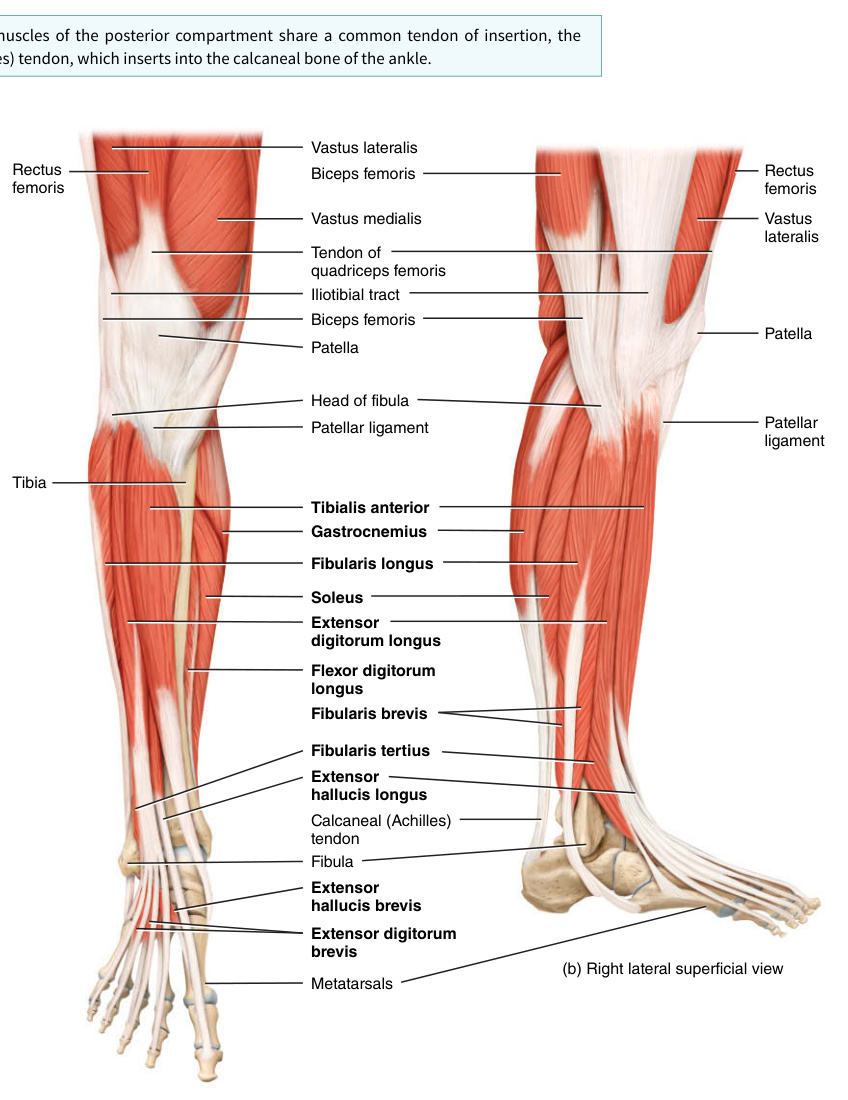 muscles of the posterior compartment share a common tendon of insertion, the
tendon, which inserts into the calcaneal bone of the ankle.
Rectus
femoris
Tibia
Vastus lateralis
Biceps femoris
Vastus medialis
Tendon of
quadriceps femoris
Iliotibial tract
Biceps femoris
Patella
Head of fibula
Patellar ligament
Tibialis anterior
Gastrocnemius
Fibularis longus
Soleus
Extensor
digitorum longus
Flexor digitorum
longus
Fibularis brevis
Fibularis tertius
Extensor
hallucis longus
Calcaneal (Achilles)
tendon
Fibula
Extensor
hallucis brevis
Extensor digitorum
brevis
Metatarsals
Rectus
femoris
Vastus
lateralis
Patella
Patellar
ligament
(b) Right lateral superficial view